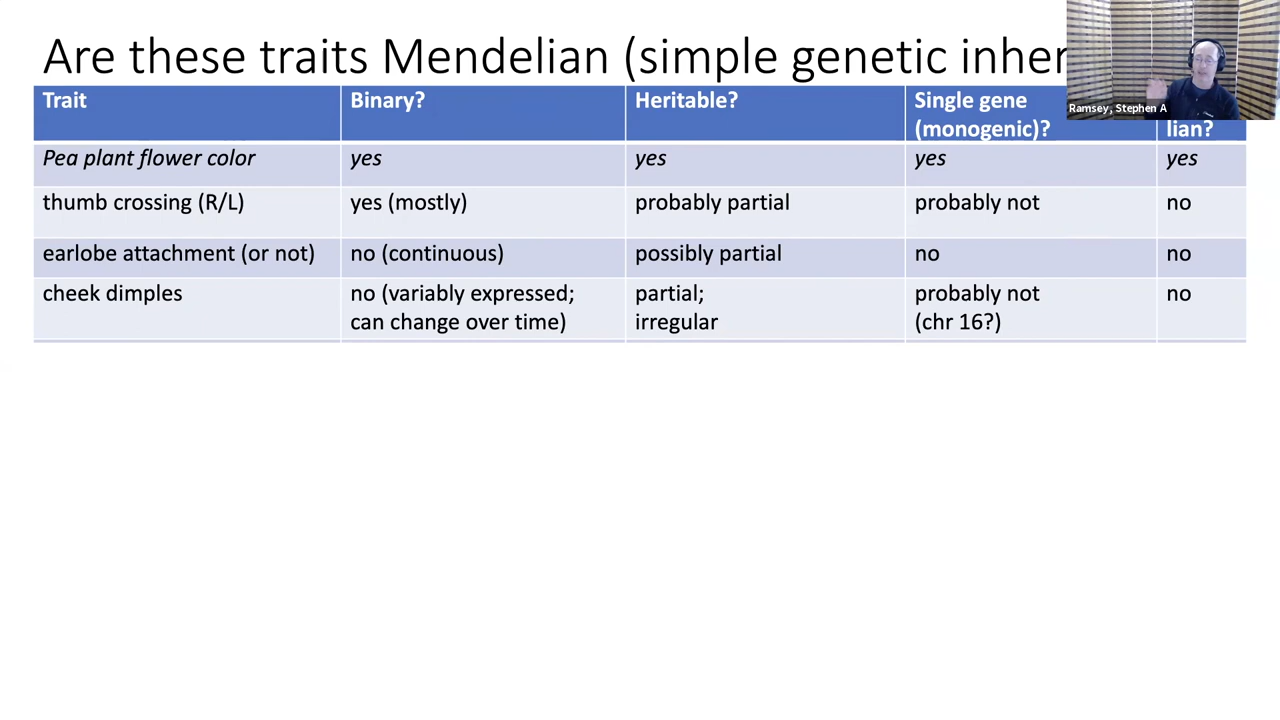 Are these traits Mendelian (simple genetic inher
Ramsey, Stephen A
Trait Binary? Heritable? Single gene
(monogenic)? lian?
Pea plant flower color yes yes yes yes
thumb crossing (R/L) yes (mostly) probably partial probably not no
earlobe attachment (or not) no (continuous) possibly partial no no
cheek dimples no (variably expressed; partial; probably not no
can change over time) irregular (chr 16?)